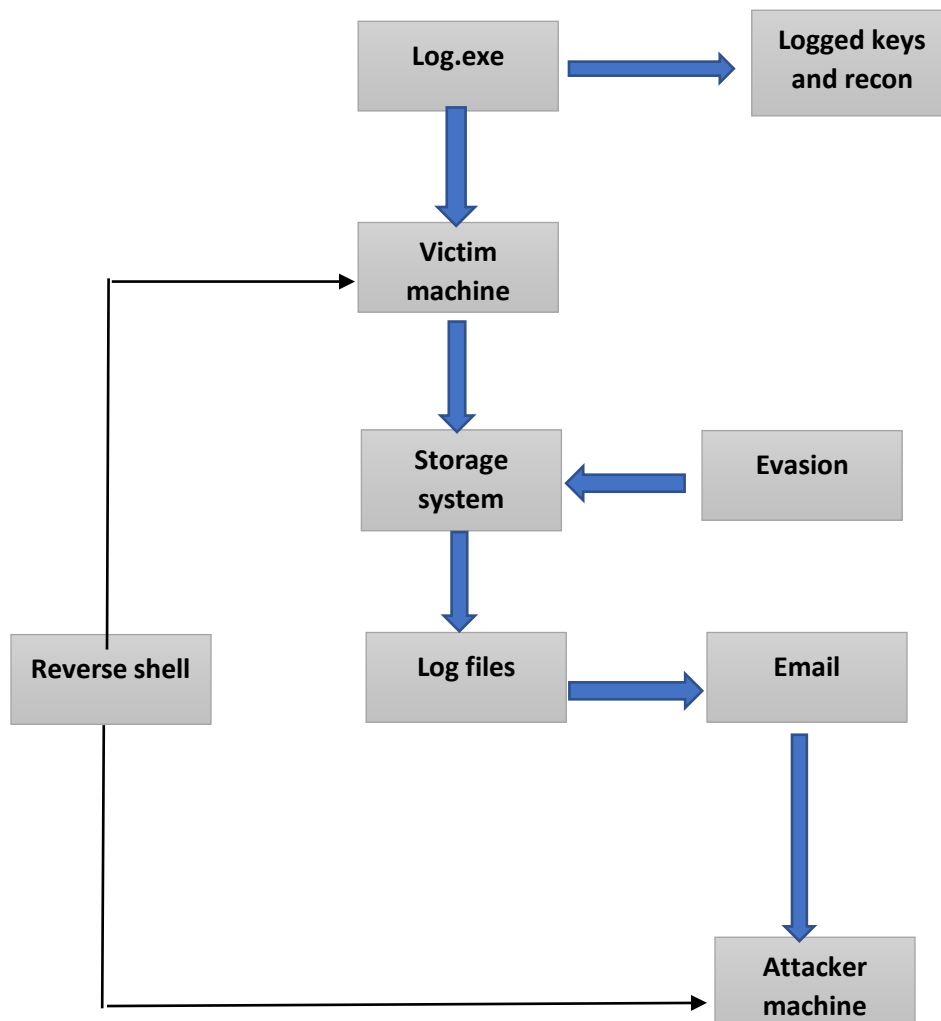 Log.exe
Logged keys
and recon
Victim
machine
Storage
system
Evasion
Reverse shell
Log files
Email
Attacker
machine